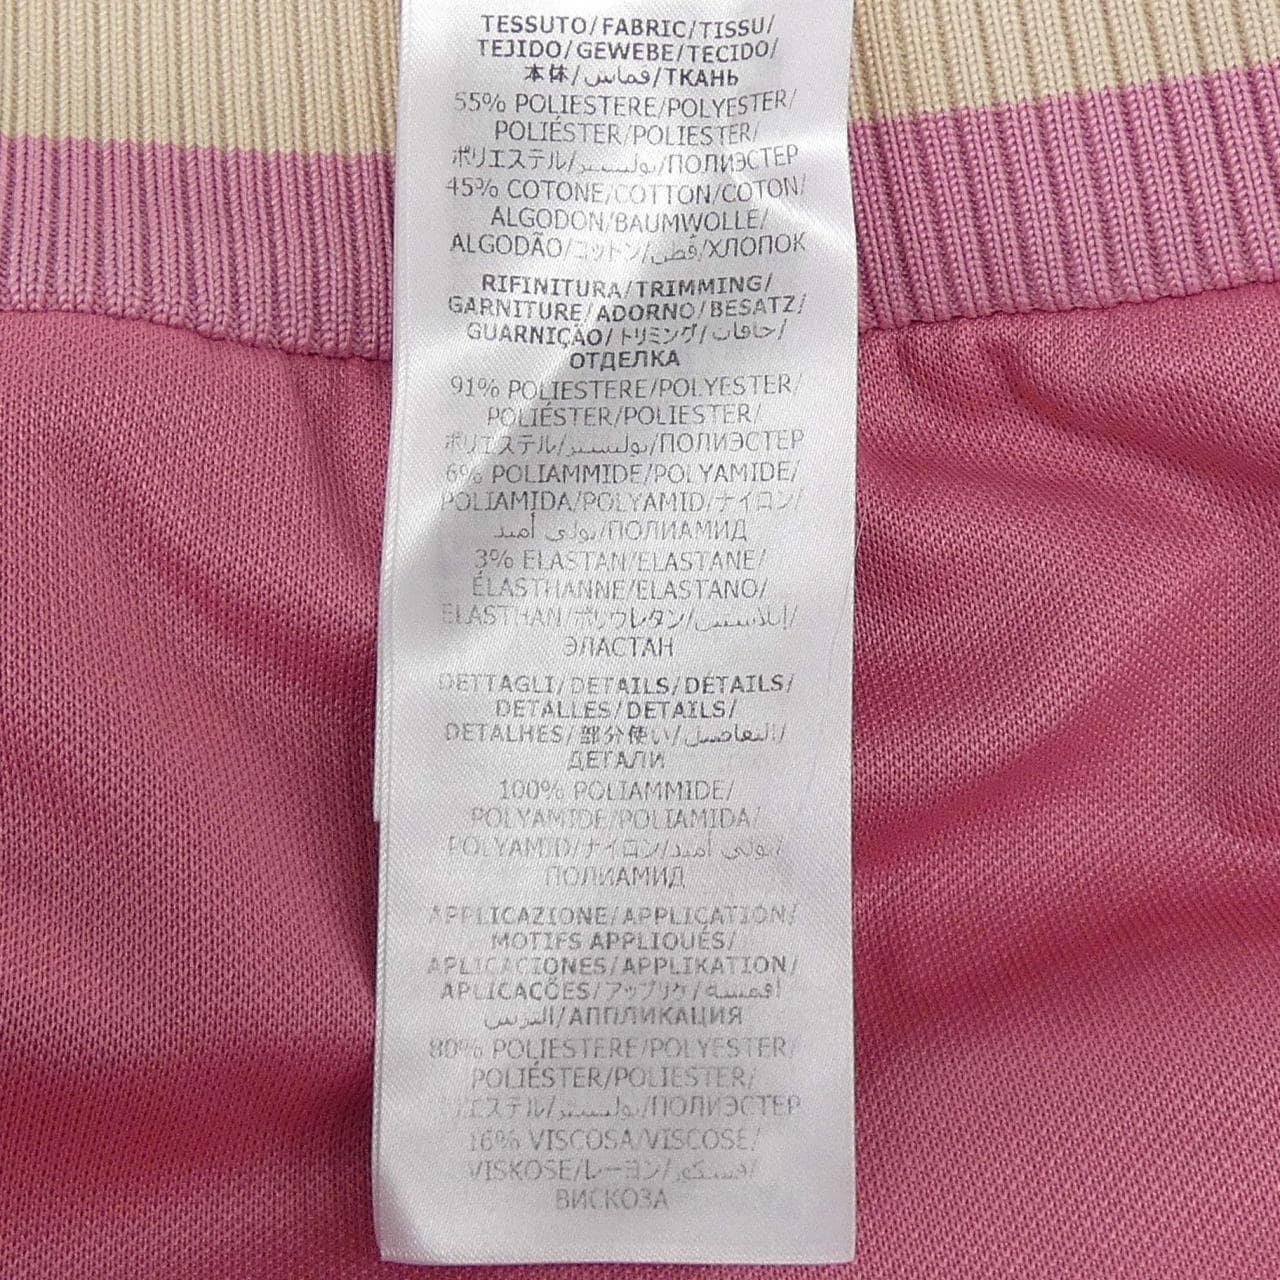 TESSUTO/FABRIC/TISSU/
TEJIDO/GEWEBE/TECIDO/
本体/قماس/ТКАНЬ
55% POLIESTERE/POLYESTER/
POLIÉSTER/POLIESTER/
ポリエステル/بوليستر/ПОЛИЭСТЕР
45% COTONE/COTTON/COTON/
ALGODON/BAUMWOLLE/
ALGODÃO/コットン/قطن/ХЛОПОК
RIFINITURA/TRIMMING/
GARNITURE/ADORNO/BESATZ/
GUARNIÇÃO/トリミング/حافات/
ОТДЕЛКА
91% POLIESTERE/POLYESTER/
POLIÉSTER/POLIESTER/
ポリエステル/بوليستر/ПОЛИЭСТЕР
6% POLIAMMIDE/POLYAMIDE/
POLIAMIDA/POLYAMID/ナイロン/
بولي أميد/ПОЛИАМИД
3% ELASTAN/ELASTANE/
ÉLASTHANNE/ELASTANO/
ELASTHAN/ポリウレタン/إيلاستين/
ЭЛАСТАН
DETTAGLI/DETAILS/DÉTAILS/
DETALLES/DETAILS/
DETALHES/部分使い/التفاصيل/
ДЕТАЛИ
100% POLIAMMIDE/
POLYAMIDE/POLIAMIDA/
POLYAMID/ナイロン/بولي أميد/
ПОЛИАМИД
APPLICAZIONE/APPLICATION/
MOTIFS APPLIQUÉS/
APLICACIONES/APPLIKATION/
APLICAÇÕES/アップリケ/اقمشة
التزيين/АППЛИКАЦИЯ
80% POLIESTERE/POLYESTER/
POLIÉSTER/POLIESTER/
リエステル/بوليستر/ПОЛИЭСТЕР
16% VISCOSA/VISCOSE/
VISKOSE/レーヨン/فسكوز/
ВИСКОЗА